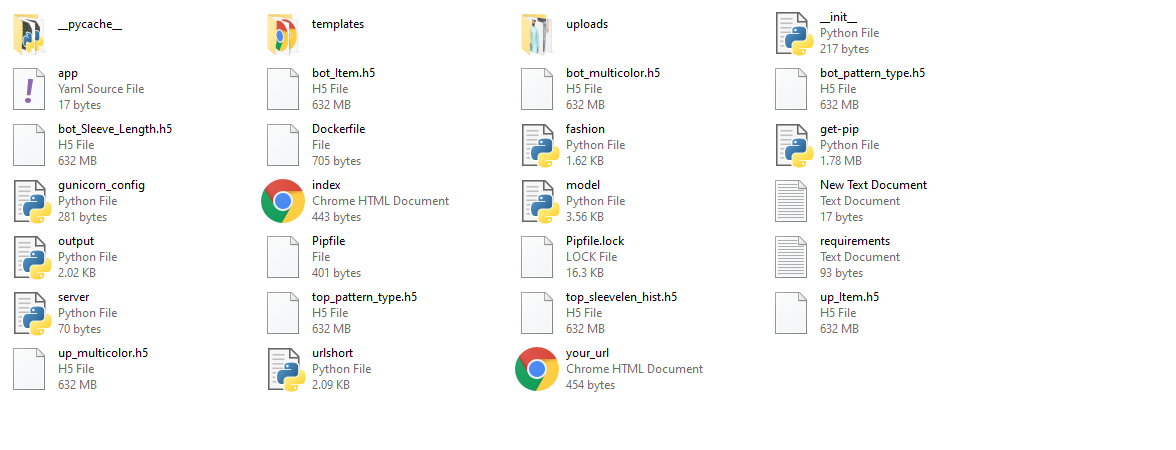 __pycache__
templates
uploads
__init__
Python File
217 bytes
app
Yaml Source File
17 bytes
bot_Item.h5
H5 File
632 MB
bot_multicolor.h5
H5 File
632 MB
bot_pattern_type.h5
H5 File
632 MB
bot_Sleeve_Length.h5
H5 File
632 MB
Dockerfile
File
705 bytes
fashion
Python File
1.62 KB
get-pip
Python File
1.78 MB
gunicorn_config
Python File
281 bytes
index
Chrome HTML Document
443 bytes
model
Python File
3.56 KB
New Text Document
Text Document
17 bytes
output
Python File
2.02 KB
Pipfile
File
401 bytes
Pipfile.lock
LOCK File
16.3 KB
requirements
Text Document
93 bytes
server
Python File
70 bytes
top_pattern_type.h5
H5 File
632 MB
top_sleevelen_hist.h5
H5 File
632 MB
up_Item.h5
H5 File
632 MB
up_multicolor.h5
H5 File
632 MB
urlshort
Python File
2.09 KB
your_url
Chrome HTML Document
454 bytes